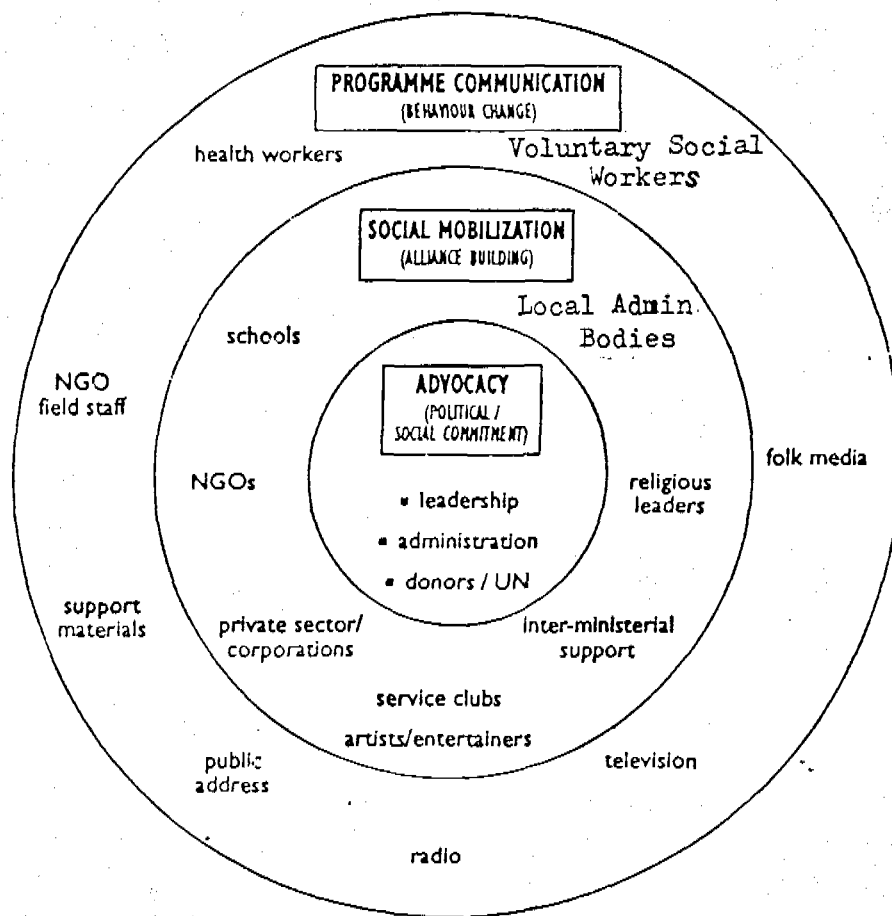 PROGRAMME COMMUNICATION
(BEHAVIOUR CHANGE)
health workers
Voluntary Social
Workers
SOCIAL MOBILIZATION
(ALLIANCE BUILDING)
Local Admin
Bodies
schools
ADVOCACY
(POLITICAL /
SOCIAL COMMITMENT)
NGO
field staff
folk media
NGOs
religious
leaders
▪ leadership
▪ administration
▪ donors / UN
support
materials
private sector/
corporations
inter-ministerial
support
service clubs
artists/entertainers
public
address
television
radio